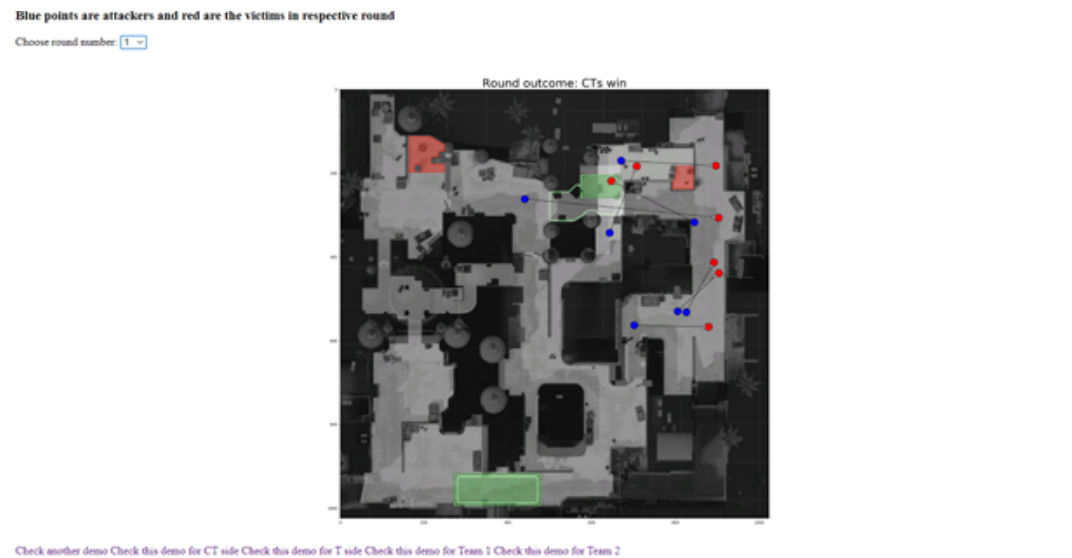 Blue points are attackers and red are the victims in respective round
Choose round number: 1
Round outcome: CTs win
Check another demo Check this demo for CT side Check this demo for T side Check this demo for Team 1 Check this demo for Team 2